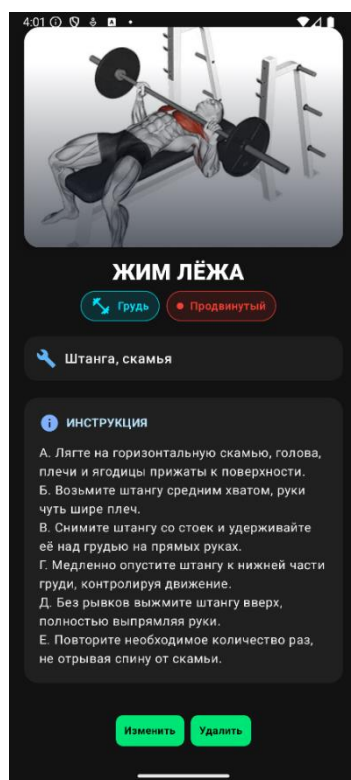 4:01
ЖИМ ЛЁЖА
Грудь
Продвинутый
Штанга, скамья
ИНСТРУКЦИЯ
А. Лягте на горизонтальную скамью, голова,
плечи и ягодицы прижаты к поверхности.
Б. Возьмите штангу средним хватом, руки
чуть шире плеч.
В. Снимите штангу со стоек и удерживайте
её над грудью на прямых руках.
Г. Медленно опустите штангу к нижней части
груди, контролируя движение.
Д. Без рывков выжмите штангу вверх,
полностью выпрямляя руки.
Е. Повторите необходимое количество раз,
не отрывая спину от скамьи.
Изменить
Удалить